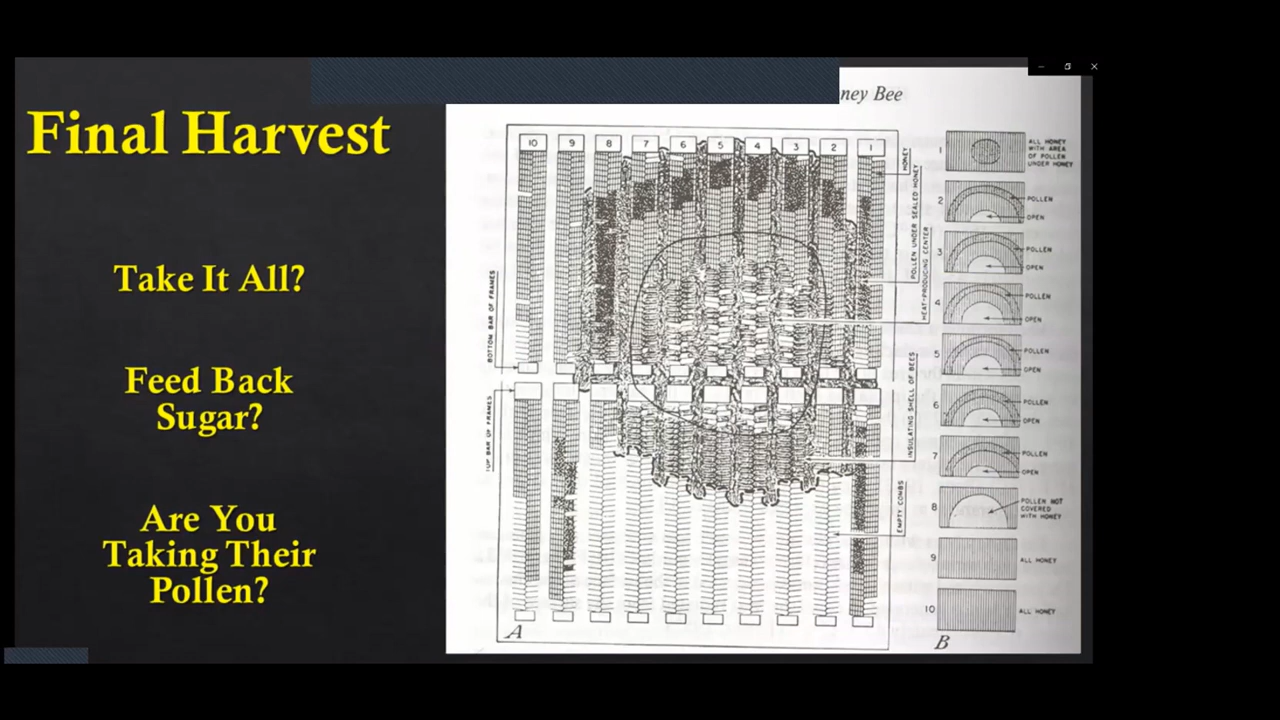 ney Bee
Final Harvest
Take It All?
Feed Back
Sugar?
Are You
Taking Their
Pollen?
10 9 8 7 6 5 4 3 2 1
HONEY
POLLEN UNDER SEALED HONEY
HEAT-PRODUCING CENTER
INSULATING SHELL OF BEES
EMPTY COMBS
BOTTOM BAR OF FRAMES
TOP BAR OF FRAMES
A
1
ALL HONEY
WITH AREA
OF POLLEN
UNDER HONEY
2
POLLEN
OPEN
3
POLLEN
OPEN
4
POLLEN
OPEN
5
POLLEN
OPEN
6
POLLEN
OPEN
7
POLLEN
OPEN
8
POLLEN NOT
COVERED
WITH HONEY
9
ALL HONEY
10
ALL HONEY
B